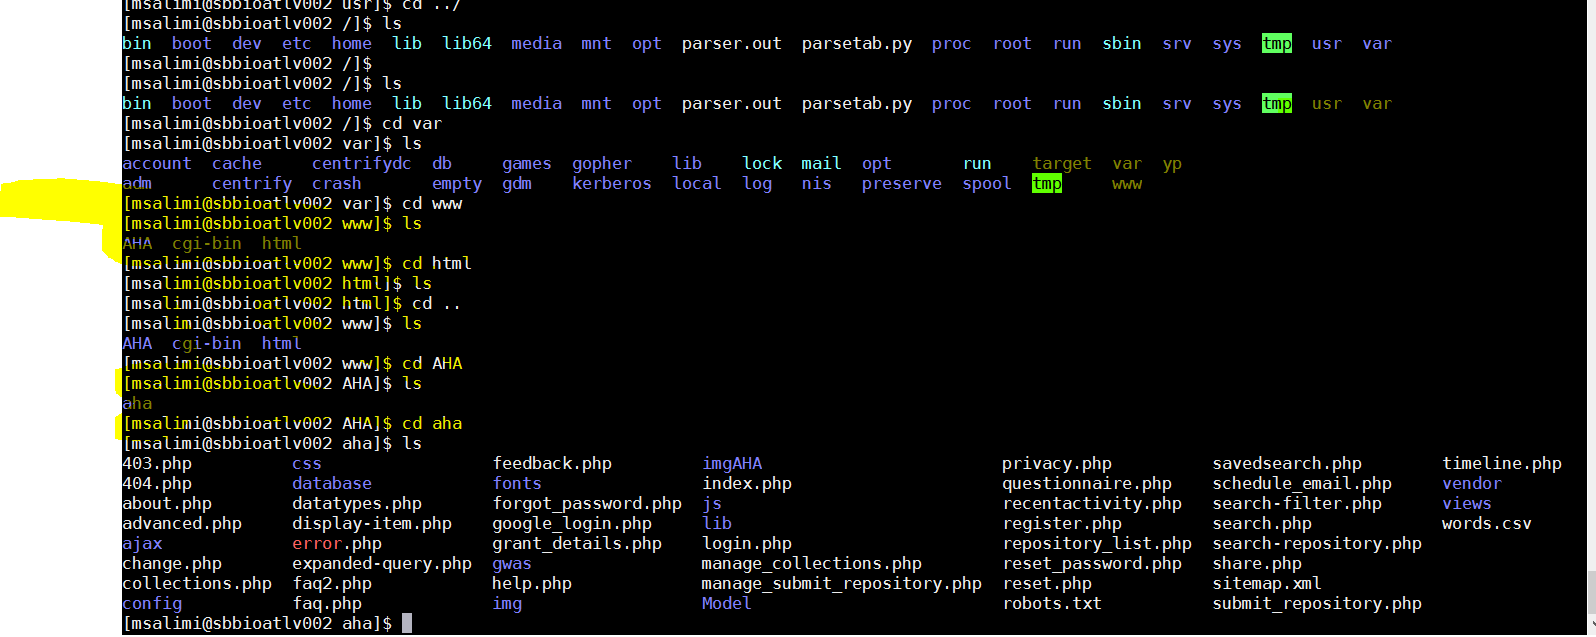 [msalimi@sbbioatlv002 usr]$ cd ../
[msalimi@sbbioatlv002 /]$ ls
bin boot dev etc home lib lib64 media mnt opt parser.out parsetab.py proc root run sbin srv sys tmp usr var
[msalimi@sbbioatlv002 /]$
[msalimi@sbbioatlv002 /]$ ls
bin boot dev etc home lib lib64 media mnt opt parser.out parsetab.py proc root run sbin srv sys tmp usr var
[msalimi@sbbioatlv002 /]$ cd var
[msalimi@sbbioatlv002 var]$ ls
account cache centrifydc db games gopher lib lock mail opt run target var yp
adm centrify crash empty gdm kerberos local log nis preserve spool tmp www
[msalimi@sbbioatlv002 var]$ cd www
[msalimi@sbbioatlv002 www]$ ls
AHA cgi-bin html
[msalimi@sbbioatlv002 www]$ cd html
[msalimi@sbbioatlv002 html]$ ls
[msalimi@sbbioatlv002 html]$ cd ..
[msalimi@sbbioatlv002 www]$ ls
AHA cgi-bin html
[msalimi@sbbioatlv002 www]$ cd AHA
[msalimi@sbbioatlv002 AHA]$ ls
aha
[msalimi@sbbioatlv002 AHA]$ cd aha
[msalimi@sbbioatlv002 aha]$ ls
403.php css feedback.php imgAHA privacy.php savedsearch.php timeline.php
404.php database fonts index.php questionnaire.php schedule_email.php vendor
about.php datatypes.php forgot_password.php js recentactivity.php search-filter.php views
advanced.php display-item.php google_login.php lib register.php search.php words.csv
ajax error.php grant_details.php login.php repository_list.php search-repository.php
change.php expanded-query.php gwas manage_collections.php reset_password.php share.php
collections.php faq2.php help.php manage_submit_repository.php reset.php sitemap.xml
config faq.php img Model robots.txt submit_repository.php
[msalimi@sbbioatlv002 aha]$